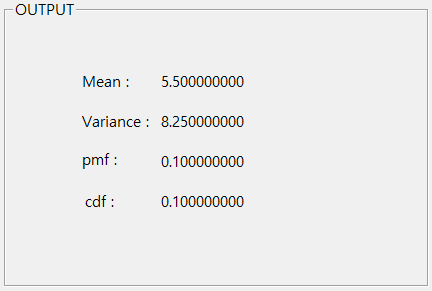 OUTPUT
Mean : 5.500000000
Variance : 8.250000000
pmf : 0.100000000
cdf : 0.100000000